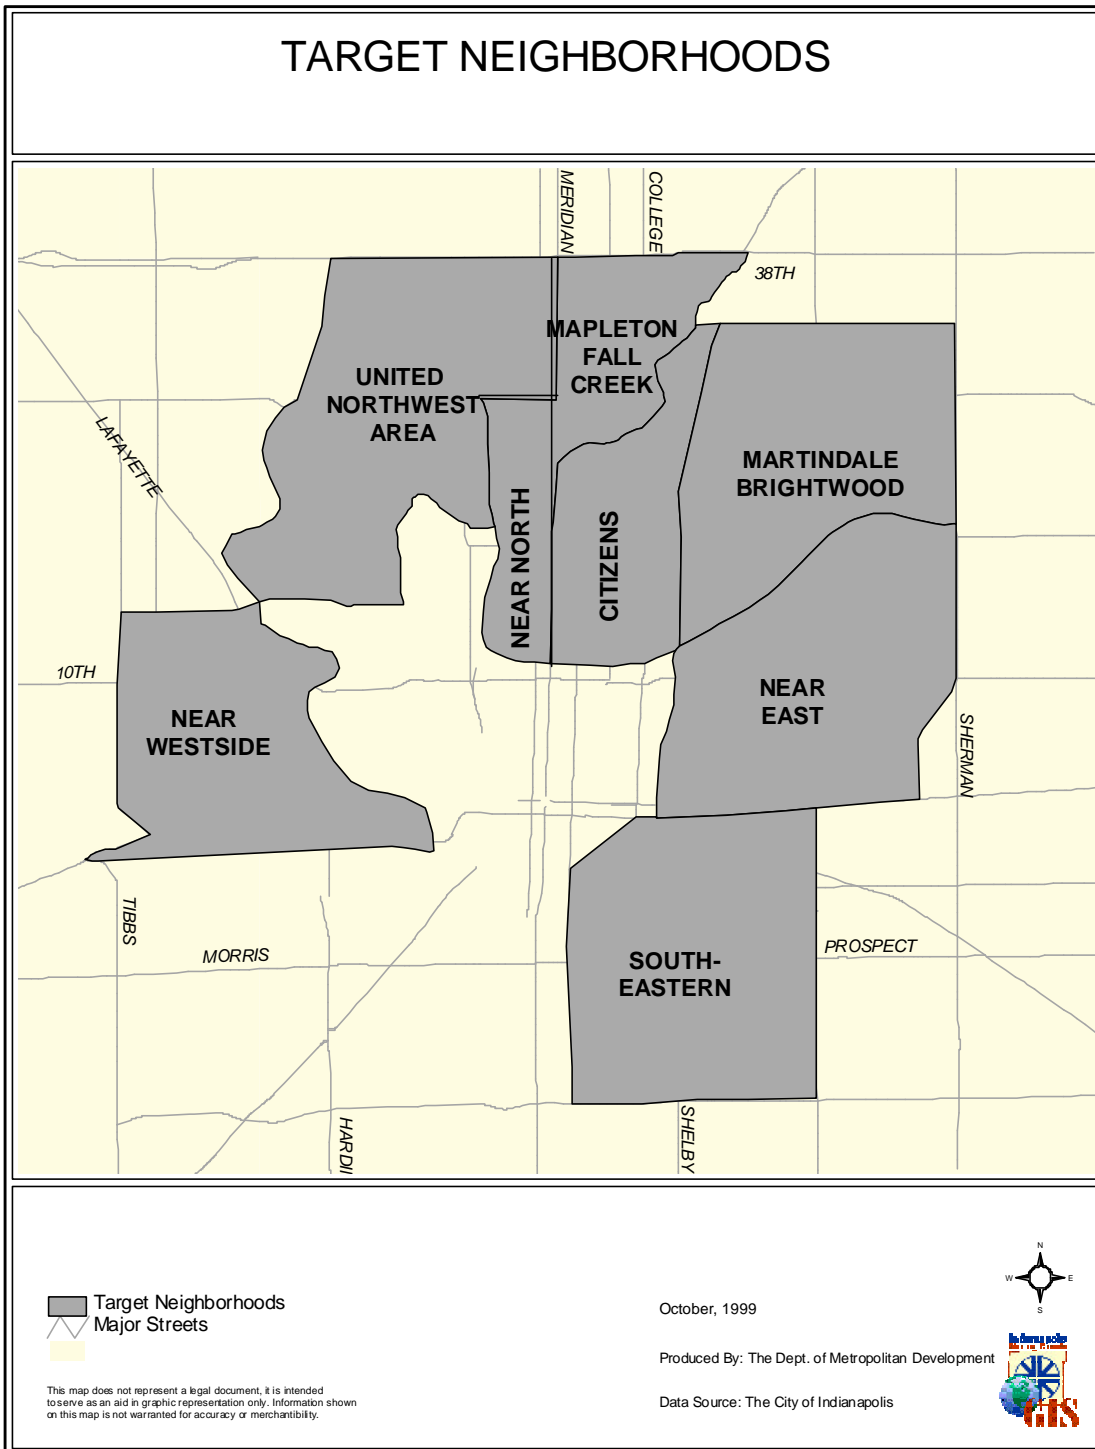 TARGET NEIGHBORHOODS
MERIDIAN
COLLEGE
38TH
MAPLETON
FALL
CREEK
UNITED
NORTHWEST
AREA
LAFAYETTE
MARTINDALE
BRIGHTWOOD
NEAR NORTH
CITIZENS
10TH
NEAR
WESTSIDE
NEAR
EAST
SHERMAN
TIBBS
MORRIS
SOUTH-
EASTERN
PROSPECT
HARDI
SHELBY
N
W E
S
Target Neighborhoods
Major Streets
October, 1999
Produced By: The Dept. of Metropolitan Development
Data Source: The City of Indianapolis
This map does not represent a legal document, it is intended
to serve as an aid in graphic representation only. Information shown
on this map is not warranted for accuracy or merchantibility.
GIS